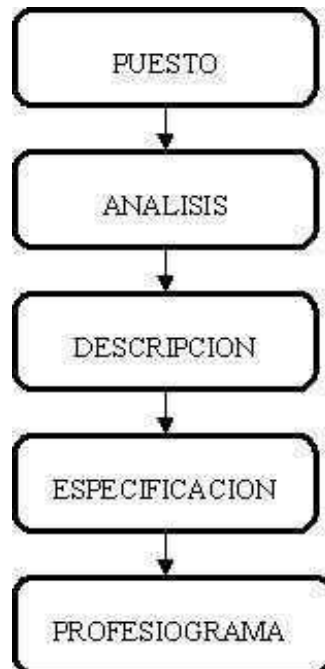 PUESTO
ANALISIS
DESCRIPCION
ESPECIFICACION
PROFESIOGRAMA